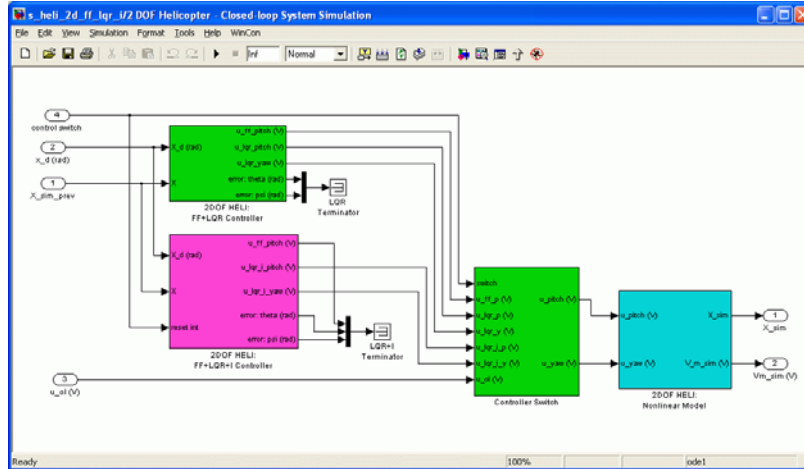 s_heli_2d_ff_lqr_i/2 DOF Helicopter - Closed-loop System Simulation
File Edit View Simulation Format Tools Help WinCon
Inf Normal
4
control switch
2
X_d (rad)
1
X_sim_prev
X_d (rad)
X
u_ff_pitch (V)
u_lqr_pitch (V)
u_lqr_yaw (V)
error: theta (rad)
error: psi (rad)
2DOF HELI:
FF+LQR Controller
LQR
Terminator
X_d (rad)
X
reset int
u_ff_pitch (V)
u_lqr_i_pitch (V)
u_lqr_i_yaw (V)
error: theta (rad)
error: psi (rad)
2DOF HELI:
FF+LQR+I Controller
LQR+I
Terminator
3
u_ol (V)
switch
u_ff_p (V)
u_lqr_p (V)
u_lqr_y (V)
u_lqr_i_p (V)
u_lqr_i_y (V)
u_ol (V)
u_pitch (V)
u_yaw (V)
Controller Switch
u_pitch (V)
u_yaw (V)
X_sim
V_m_sim (V)
2DOF HELI:
Nonlinear Model
1
X_sim
2
Vm_sim (V)
Ready 100% ode1